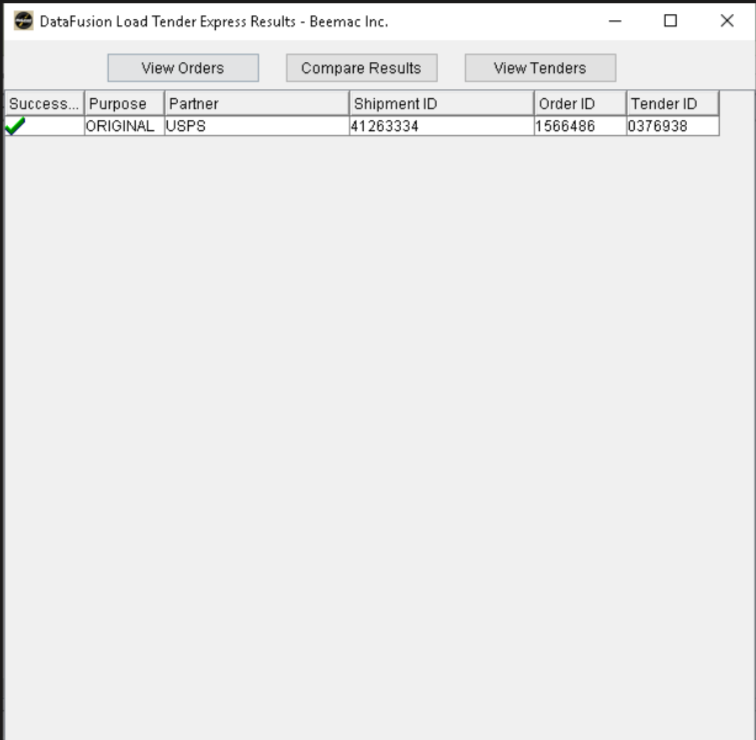 DataFusion Load Tender Express Results - Beemac Inc.
View Orders Compare Results View Tenders
Success... Purpose Partner Shipment ID Order ID Tender ID
ORIGINAL USPS 41263334 1566486 0376938